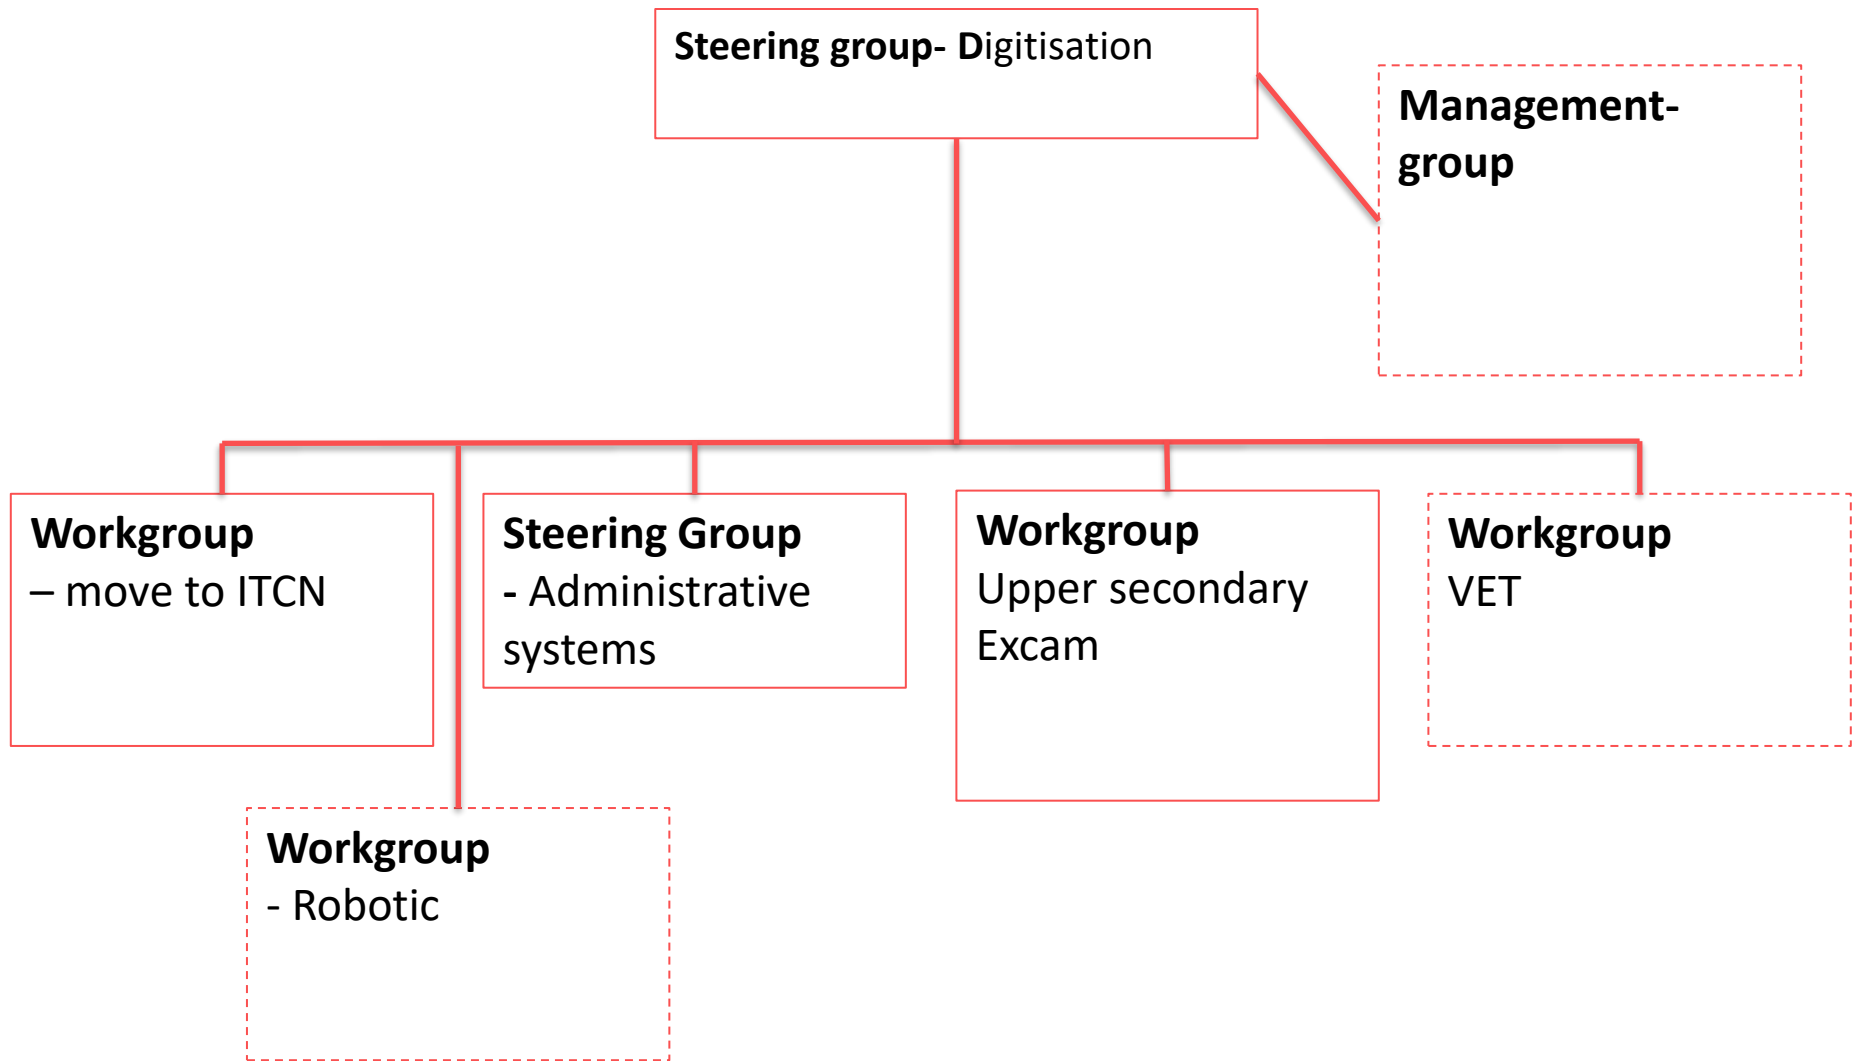 Steering group- Digitisation
Management-
group
Workgroup
– move to ITCN
Steering Group
- Administrative
systems
Workgroup
Upper secondary
Excam
Workgroup
VET
Workgroup
- Robotic